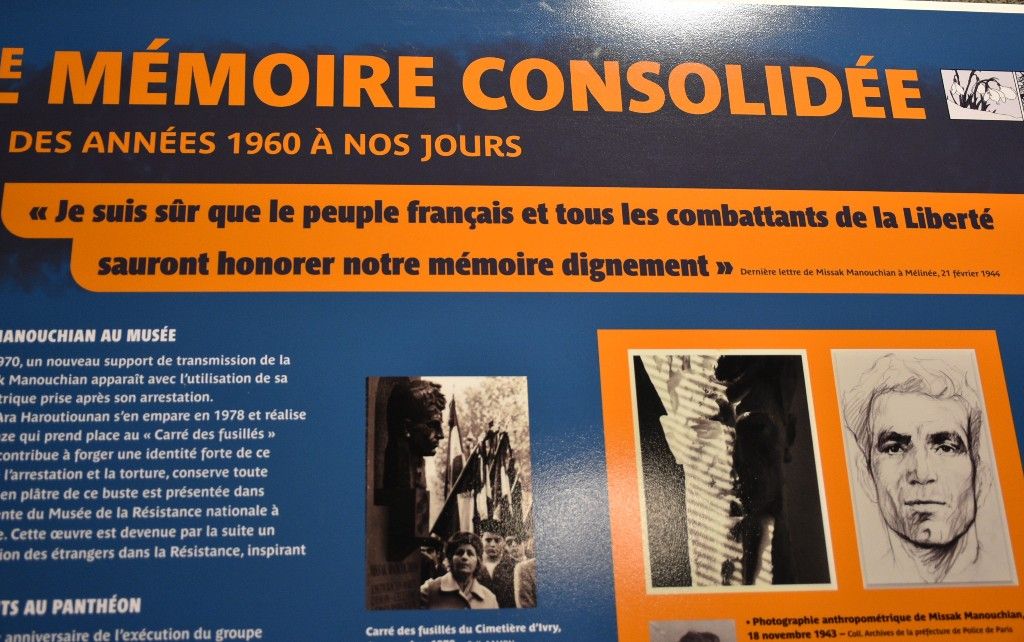 E MÉMOIRE CONSOLIDÉE
DES ANNÉES 1960 À NOS JOURS
« Je suis sûr que le peuple français et tous les combattants de la Liberté
sauront honorer notre mémoire dignement » Dernière lettre de Missak Manouchian à Mélinée, 21 février 1944
MANOUCHIAN AU MUSÉE
1970, un nouveau support de transmission de la
k Manouchian apparaît avec l'utilisation de sa
trique prise après son arrestation.
Ara Haroutiounan s'en empare en 1978 et réalise
ze qui prend place au « Carré des fusillés »
contribue à forger une identité forte de ce
l'arrestation et la torture, conserve toute
en plâtre de ce buste est présentée dans
nte du Musée de la Résistance nationale à
e. Cette œuvre est devenue par la suite un
ion des étrangers dans la Résistance, inspirant
TS AU PANTHÉON
anniversaire de l'exécution du groupe
MISSAK MANOUCHIAN
Carré des fusillés du Cimetière d'Ivry,
• Photographie anthropométrique de Missak Manouchian
18 novembre 1943 – Coll. Archives de la préfecture de Police de Paris